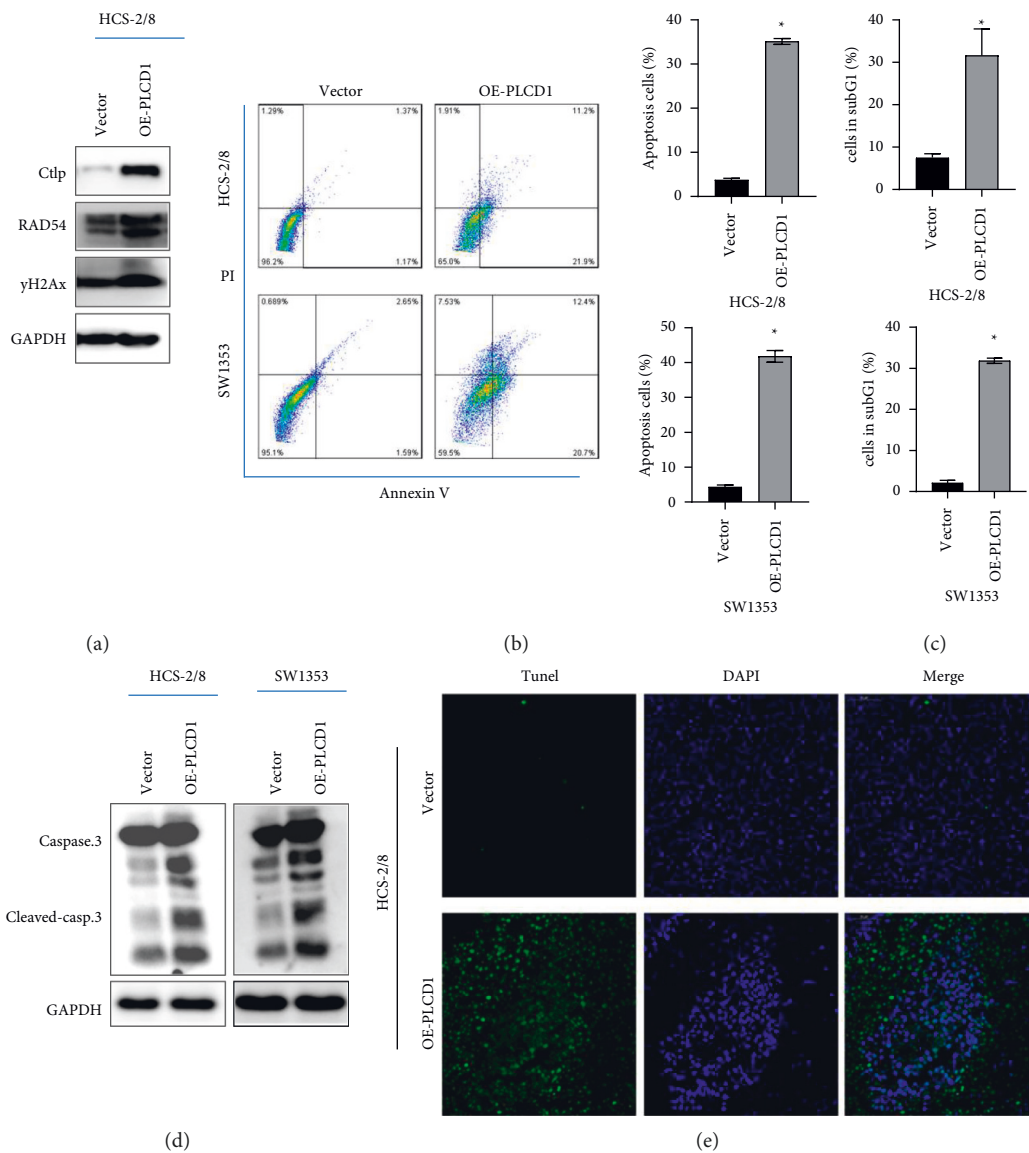 HCS-2/8
Vector
OE-PLCD1
Ctlp
RAD54
yH2Ax
GAPDH
(a)
Vector
OE-PLCD1
HCS-2/8
1.29%
1.37%
96.2%
1.17%
1.91%
11.2%
65.0%
21.9%
PI
SW1353
0.689%
2.65%
95.1%
1.59%
7.53%
12.4%
59.5%
20.7%
Annexin V
Apoptosis cells (%)
40
30
20
10
0
*
Vector
OE-PLCD1
HCS-2/8
Apoptosis cells (%)
50
40
30
20
10
0
*
Vector
OE-PLCD1
SW1353
(b)
cells in subG1 (%)
40
30
20
10
0
*
Vector
OE-PLCD1
HCS-2/8
cells in subG1 (%)
40
30
20
10
0
*
Vector
OE-PLCD1
SW1353
(c)
HCS-2/8
SW1353
Vector
OE-PLCD1
Vector
OE-PLCD1
Caspase.3
Cleaved-casp.3
GAPDH
(d)
Tunel
DAPI
Merge
HCS-2/8
Vector
OE-PLCD1
(e)